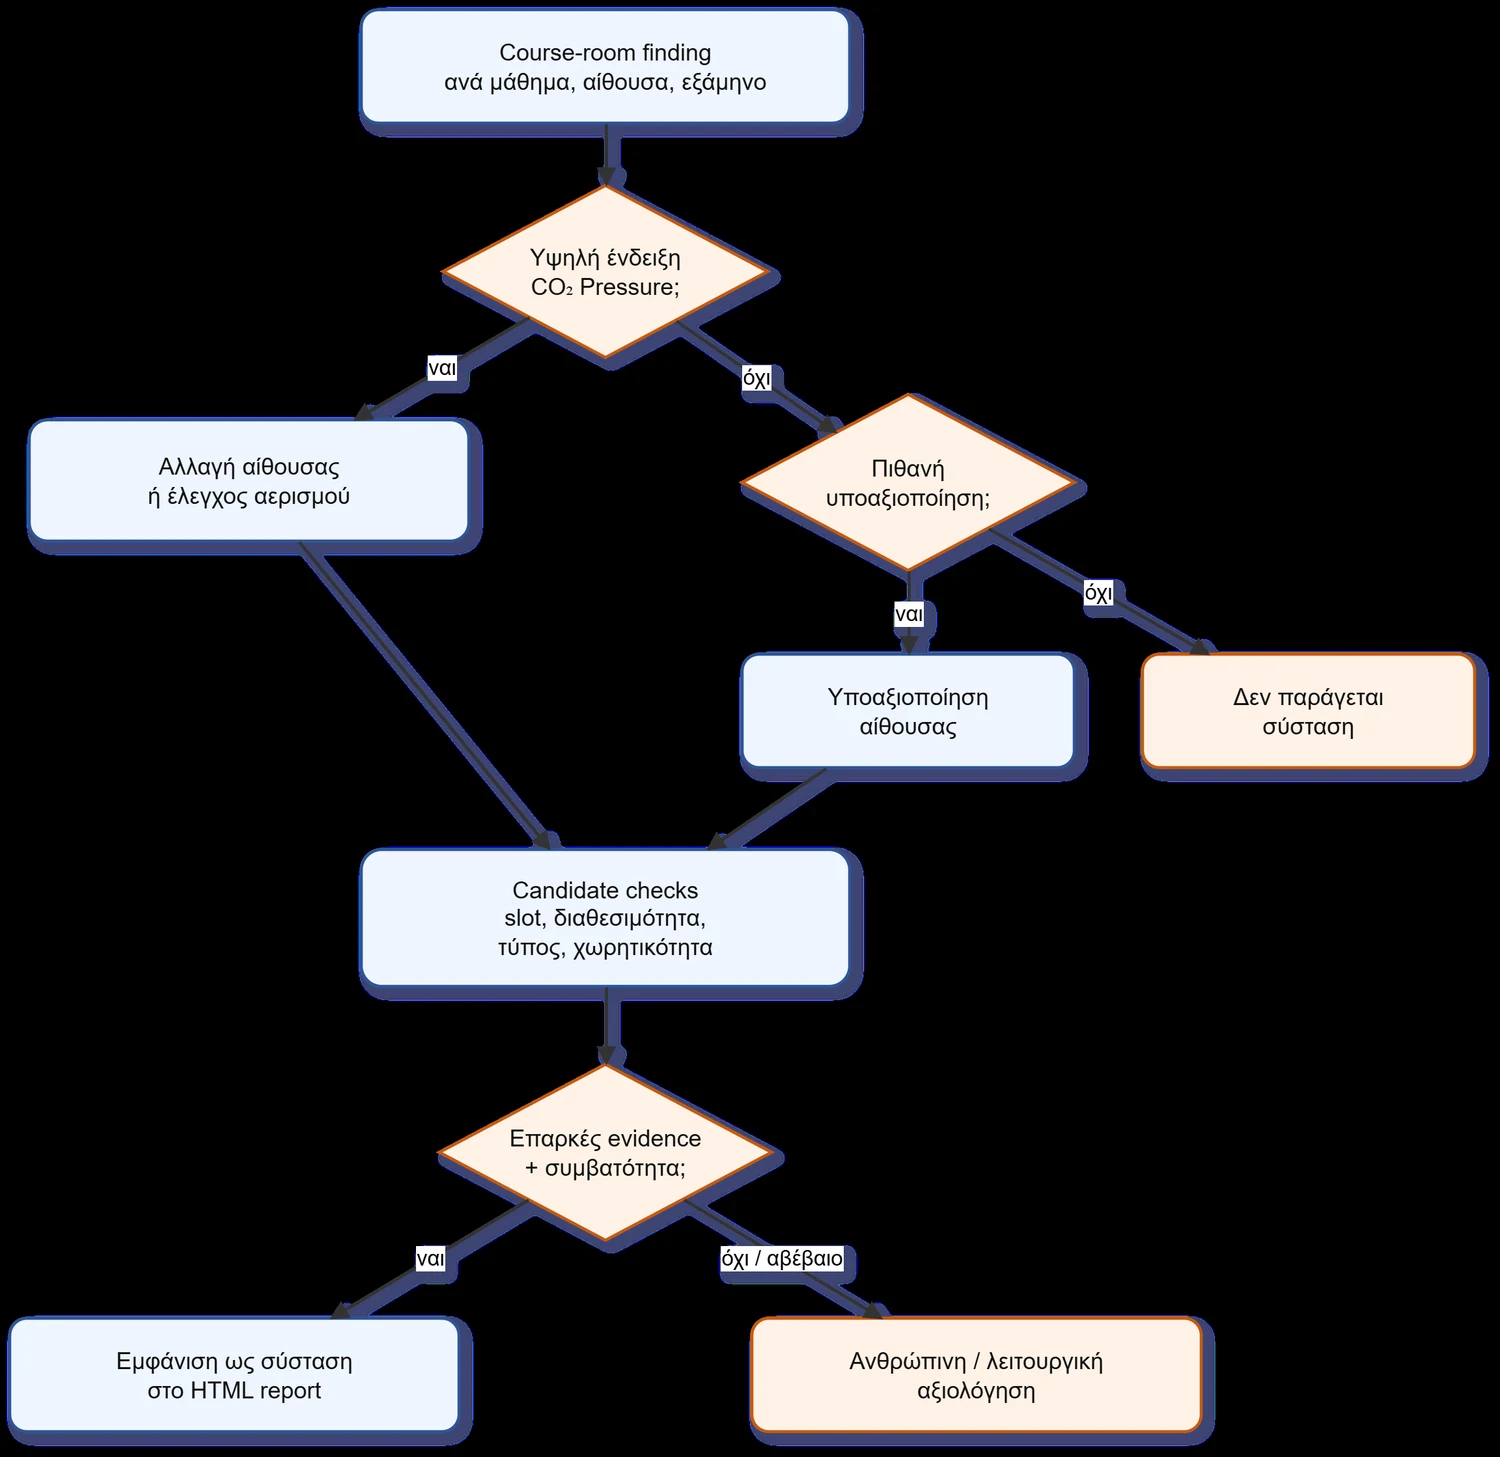 Course-room finding
ανά μάθημα, αίθουσα, εξάμηνο
Υψηλή ένδειξη
CO₂ Pressure;
ναι
όχι
Αλλαγή αίθουσας
ή έλεγχος αερισμού
Πιθανή
υποαξιοποίηση;
ναι
όχι
Υποαξιοποίηση
αίθουσας
Δεν παράγεται
σύσταση
Candidate checks
slot, διαθεσιμότητα,
τύπος, χωρητικότητα
Επαρκές evidence
+ συμβατότητα;
ναι
όχι / αβέβαιο
Εμφάνιση ως σύσταση
στο HTML report
Ανθρώπινη / λειτουργική
αξιολόγηση